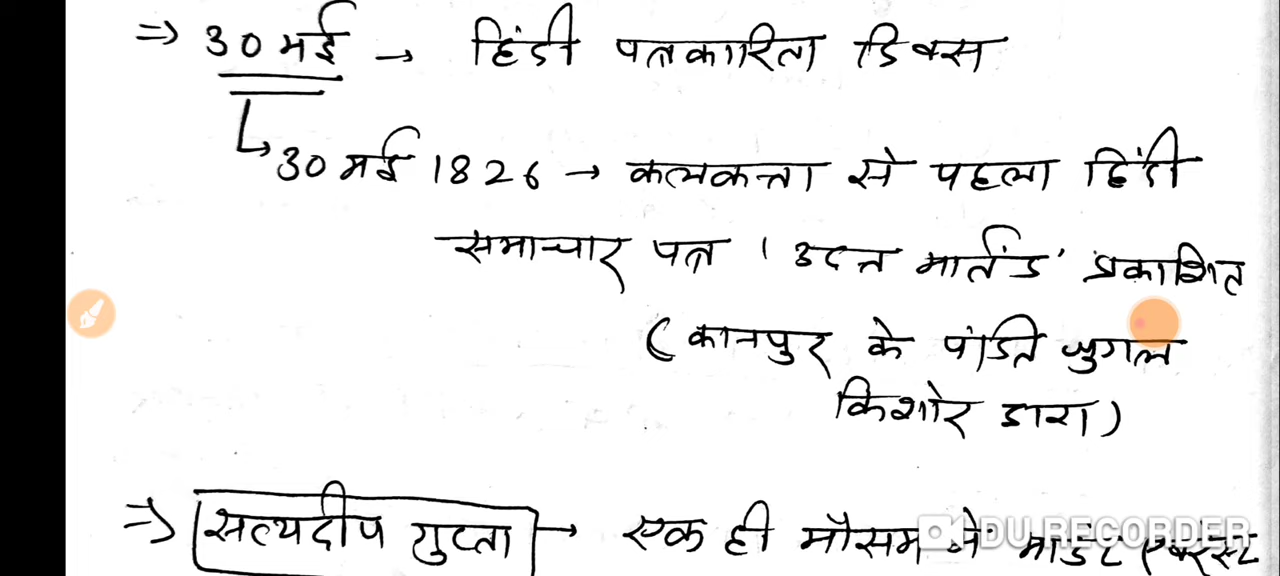 ⇒ 30 मई → हिंदी पत्रकारिता दिवस
↳ 30 मई 1826 → कलकत्ता से पहला हिंदी
समाचार पत्र 'उदन्त मार्तंड' प्रकाशित
(कानपुर के पंडित जुगल
किशोर द्वारा)
⇒ सत्यदीप गुप्ता → एक ही मौसम में माउंट एवरेस्ट
DU RECORDER